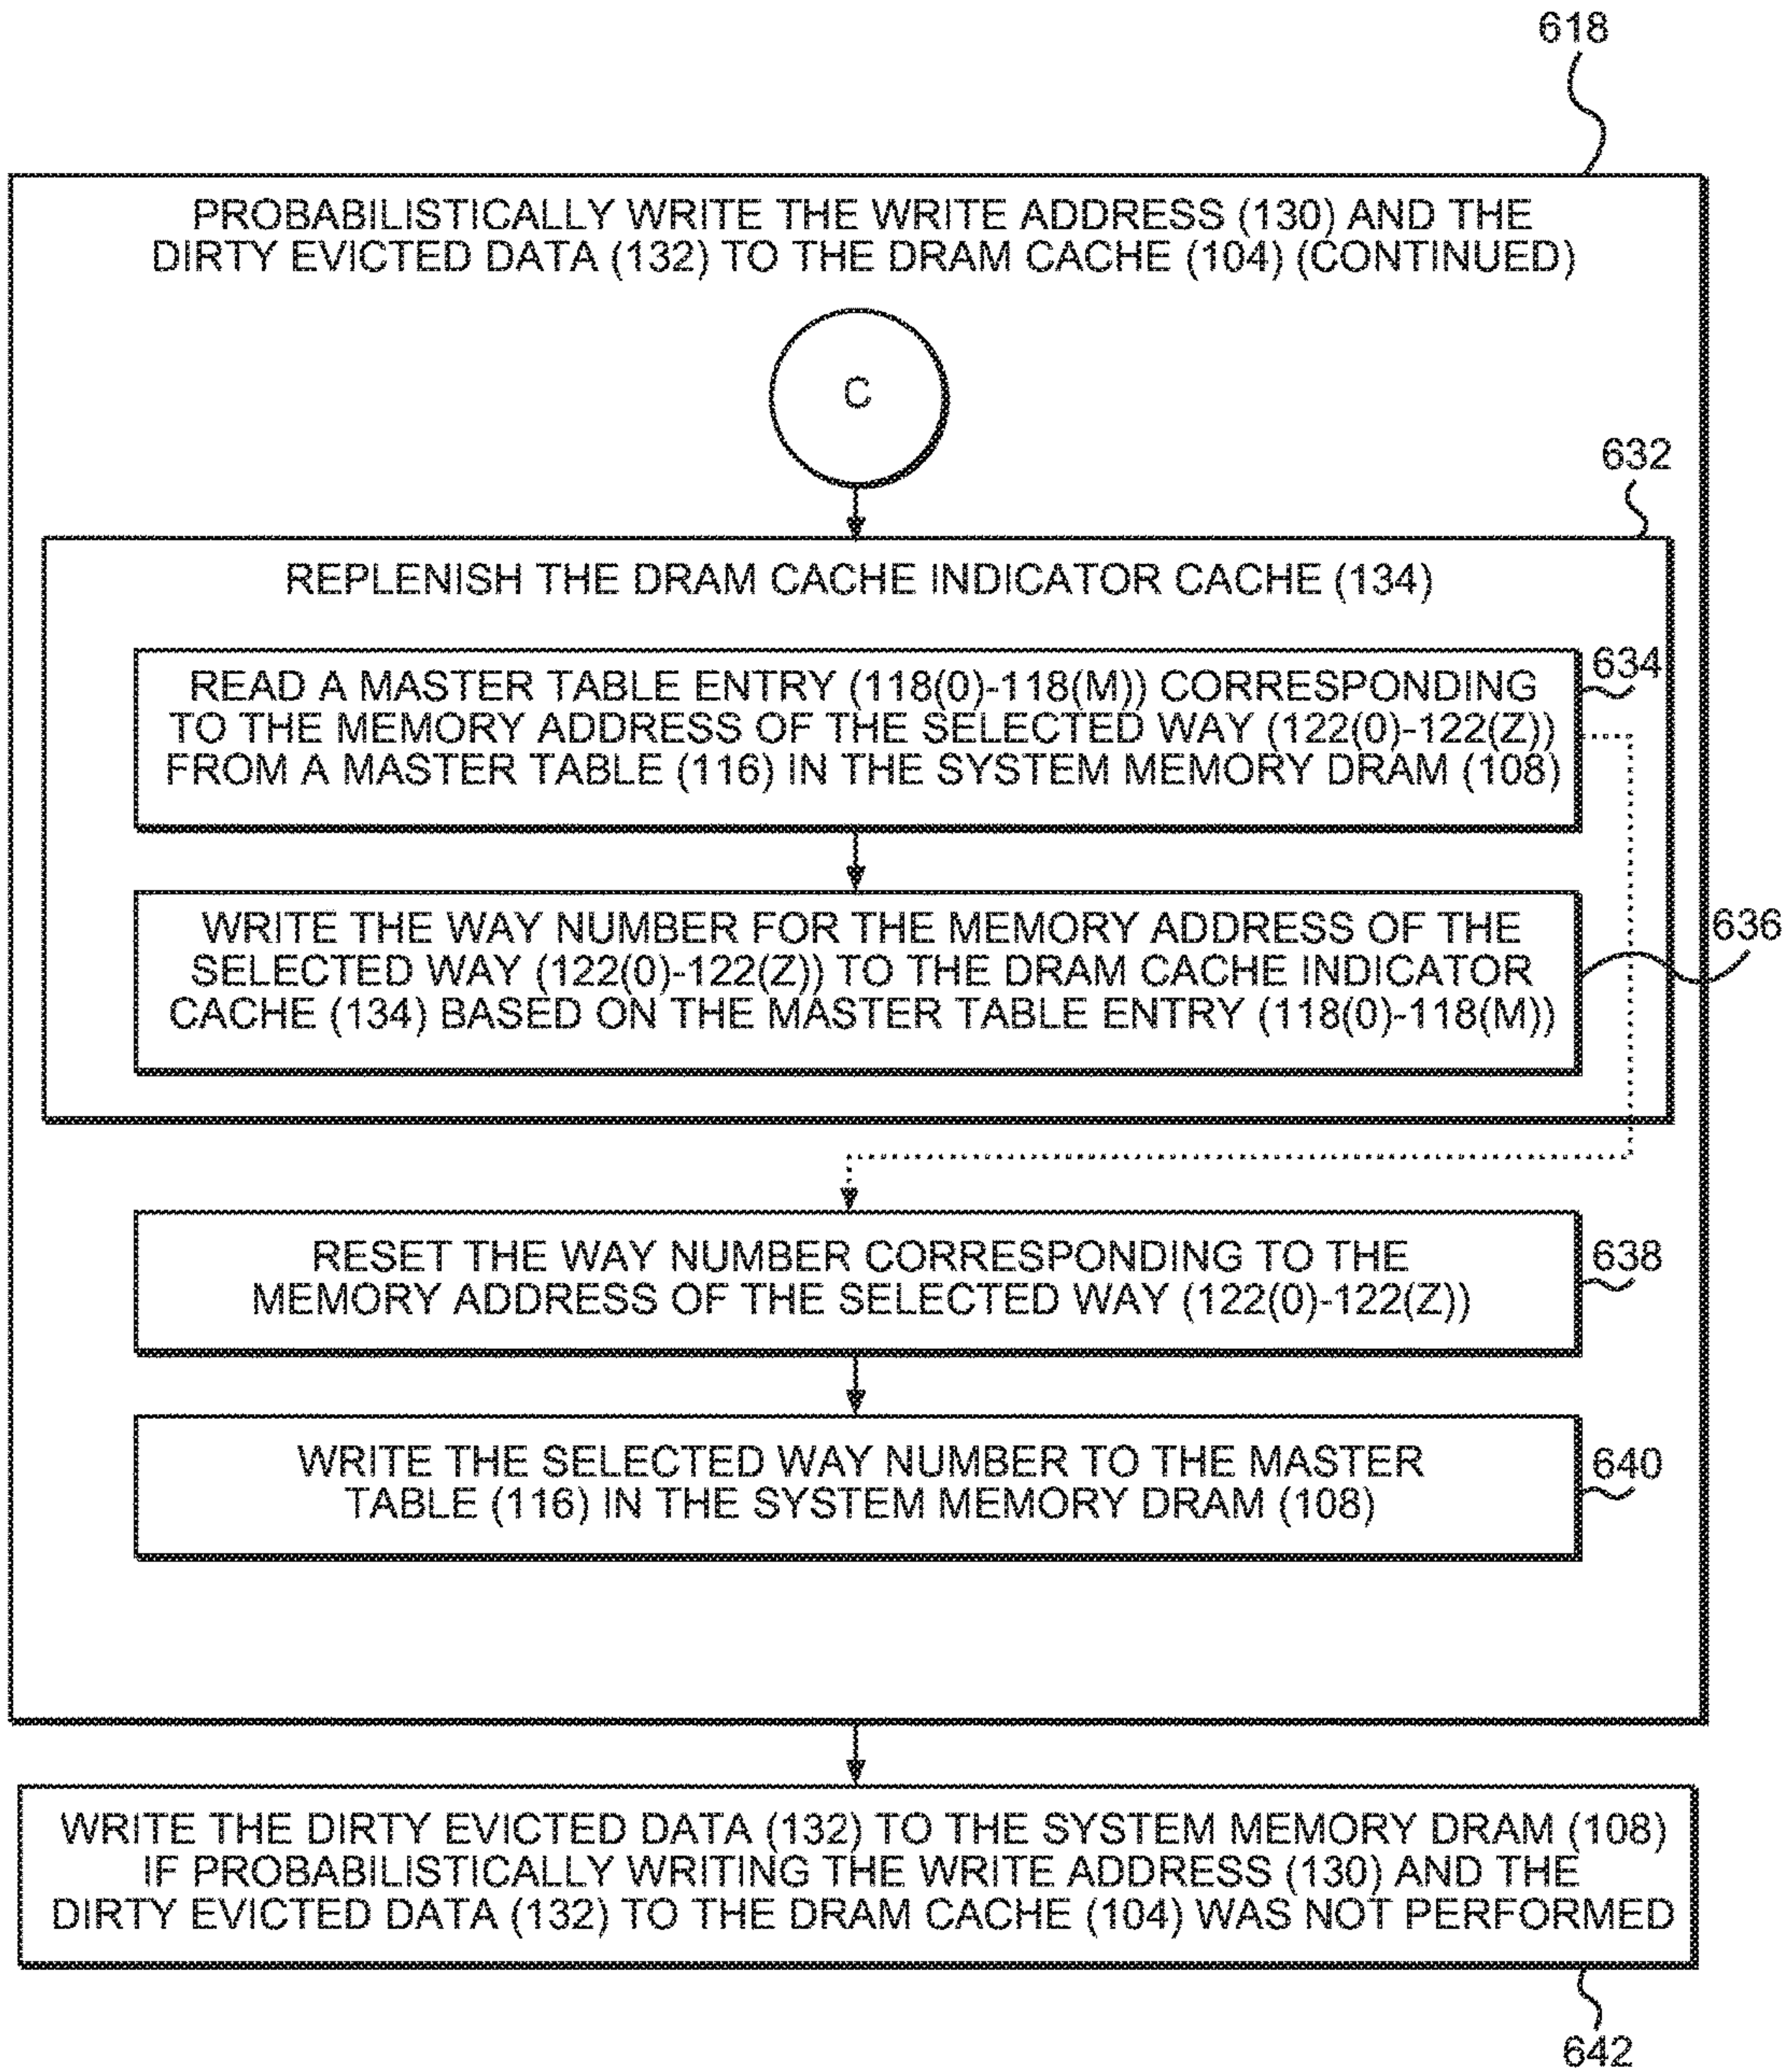 618
PROBABILISTICALLY WRITE THE WRITE ADDRESS (130) AND THE
DIRTY EVICTED DATA (132) TO THE DRAM CACHE (104) (CONTINUED)
C
632
REPLENISH THE DRAM CACHE INDICATOR CACHE (134)
634
READ A MASTER TABLE ENTRY (118(0)-118(M)) CORRESPONDING
TO THE MEMORY ADDRESS OF THE SELECTED WAY (122(0)-122(Z))
FROM A MASTER TABLE (116) IN THE SYSTEM MEMORY DRAM (108)
636
WRITE THE WAY NUMBER FOR THE MEMORY ADDRESS OF THE
SELECTED WAY (122(0)-122(Z)) TO THE DRAM CACHE INDICATOR
CACHE (134) BASED ON THE MASTER TABLE ENTRY (118(0)-118(M))
RESET THE WAY NUMBER CORRESPONDING TO THE
638
MEMORY ADDRESS OF THE SELECTED WAY (122(0)-122(Z))
WRITE THE SELECTED WAY NUMBER TO THE MASTER
640
TABLE (116) IN THE SYSTEM MEMORY DRAM (108)
WRITE THE DIRTY EVICTED DATA (132) TO THE SYSTEM MEMORY DRAM (108)
IF PROBABILISTICALLY WRITING THE WRITE ADDRESS (130) AND THE
DIRTY EVICTED DATA (132) TO THE DRAM CACHE (104) WAS NOT PERFORMED
642